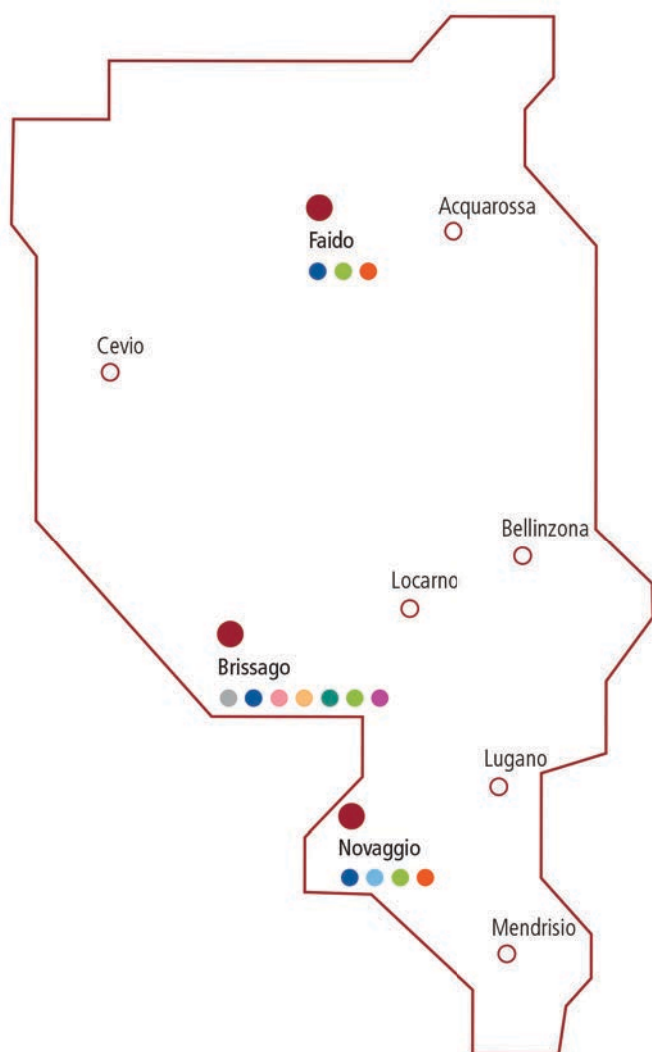 Acquarossa
Faido
Cevio
Bellinzona
Locarno
Brissago
Lugano
Novaggio
Mendrisio